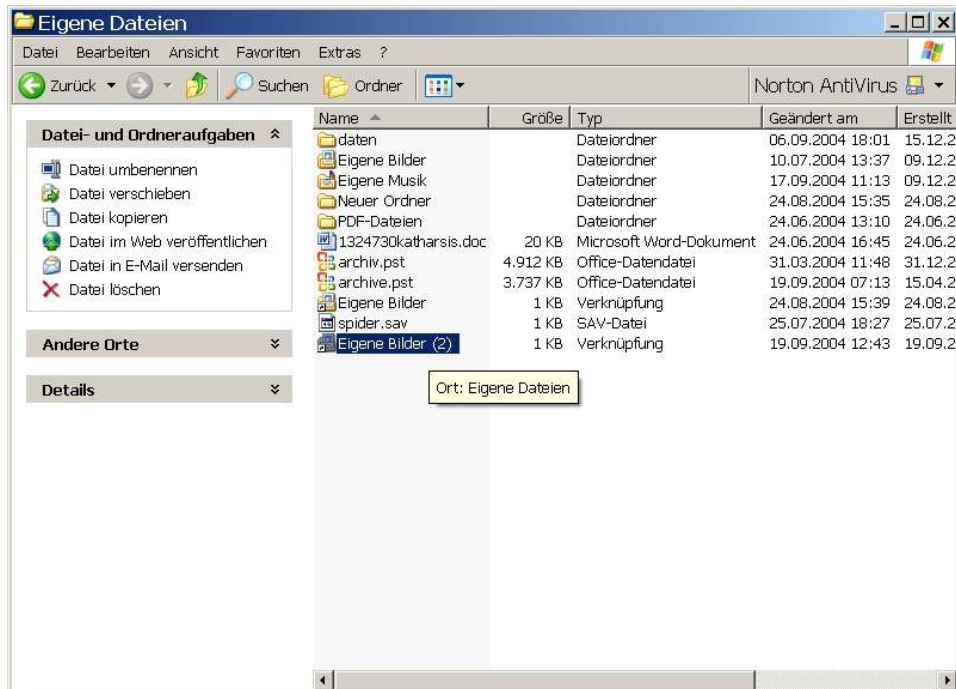 Eigene Dateien
Datei Bearbeiten Ansicht Favoriten Extras ?
Zurück Suchen Ordner Norton AntiVirus
Datei- und Ordneraufgaben
Datei umbenennen
Datei verschieben
Datei kopieren
Datei im Web veröffentlichen
Datei in E-Mail versenden
Datei löschen
Andere Orte
Details
Name Größe Typ Geändert am Erstellt
daten Dateiordner 06.09.2004 18:01 15.12.2
Eigene Bilder Dateiordner 10.07.2004 13:37 09.12.2
Eigene Musik Dateiordner 17.09.2004 11:13 09.12.2
Neuer Ordner Dateiordner 24.08.2004 15:35 24.08.2
PDF-Dateien Dateiordner 24.06.2004 13:10 24.06.2
1324730katharsis.doc 20 KB Microsoft Word-Dokument 24.06.2004 16:45 24.06.2
archiv.pst 4.912 KB Office-Datendatei 31.03.2004 11:48 31.12.2
archive.pst 3.737 KB Office-Datendatei 19.09.2004 07:13 15.04.2
Eigene Bilder 1 KB Verknüpfung 24.08.2004 15:39 24.08.2
spider.sav 1 KB SAV-Datei 25.07.2004 18:27 25.07.2
Eigene Bilder (2) 1 KB Verknüpfung 19.09.2004 12:43 19.09.2
Ort: Eigene Dateien